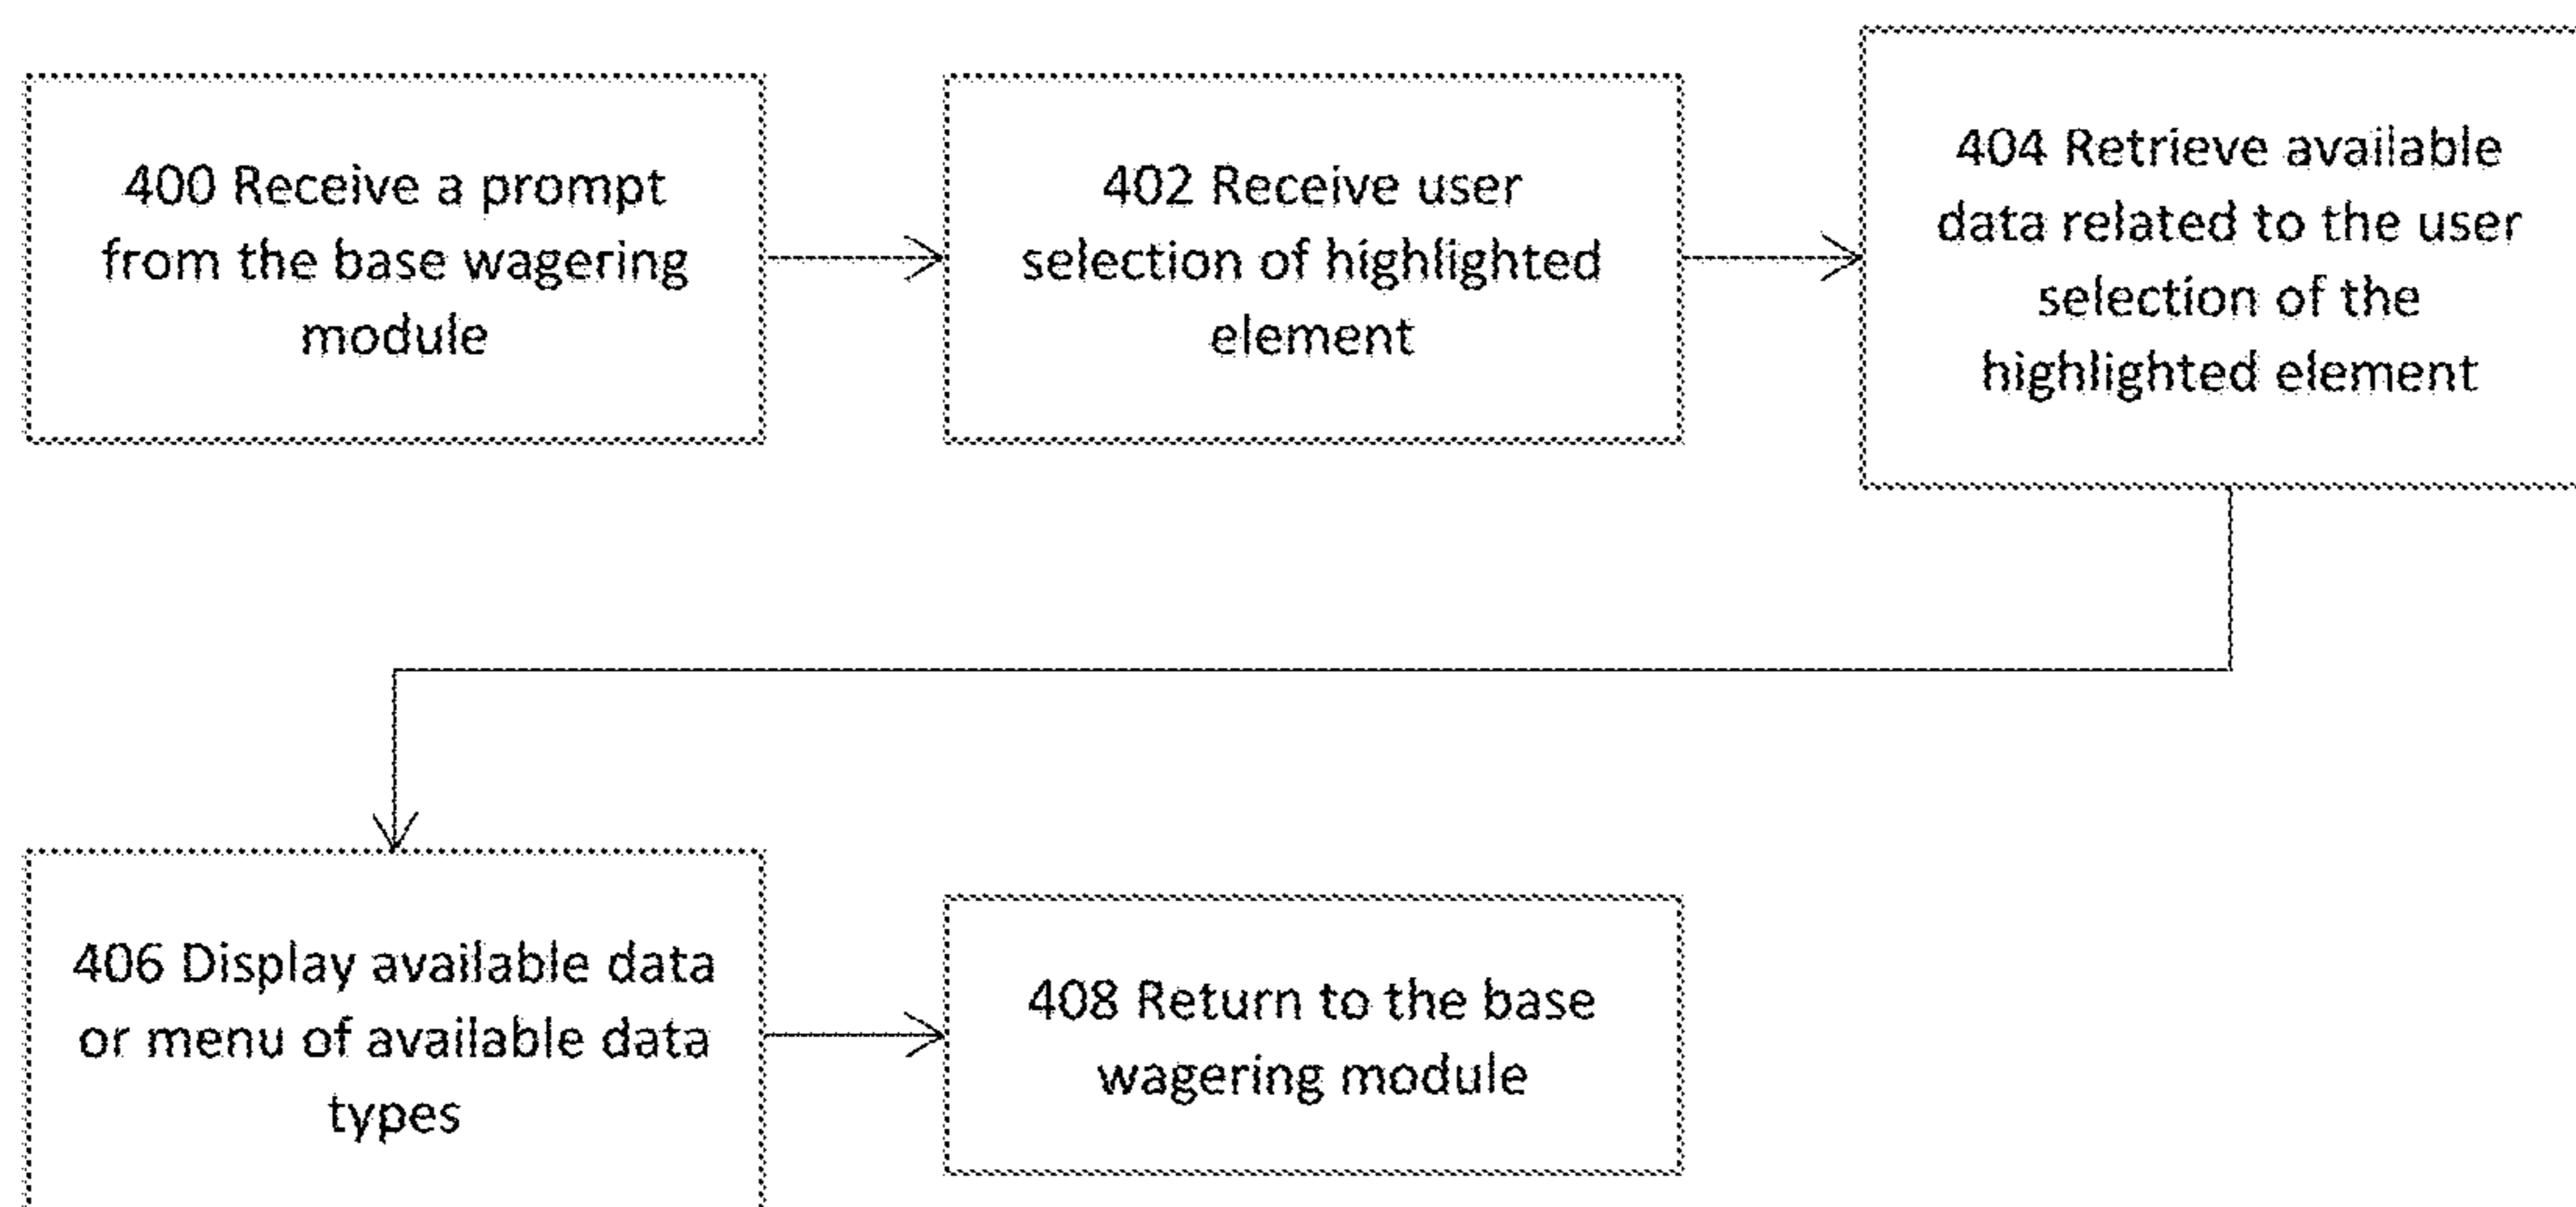 400 Receive a prompt
from the base wagering
module
402 Receive user
selection of highlighted
element
404 Retrieve available
data related to the user
selection of the
highlighted element
406 Display available data
or menu of available data
types
408 Return to the base
wagering module